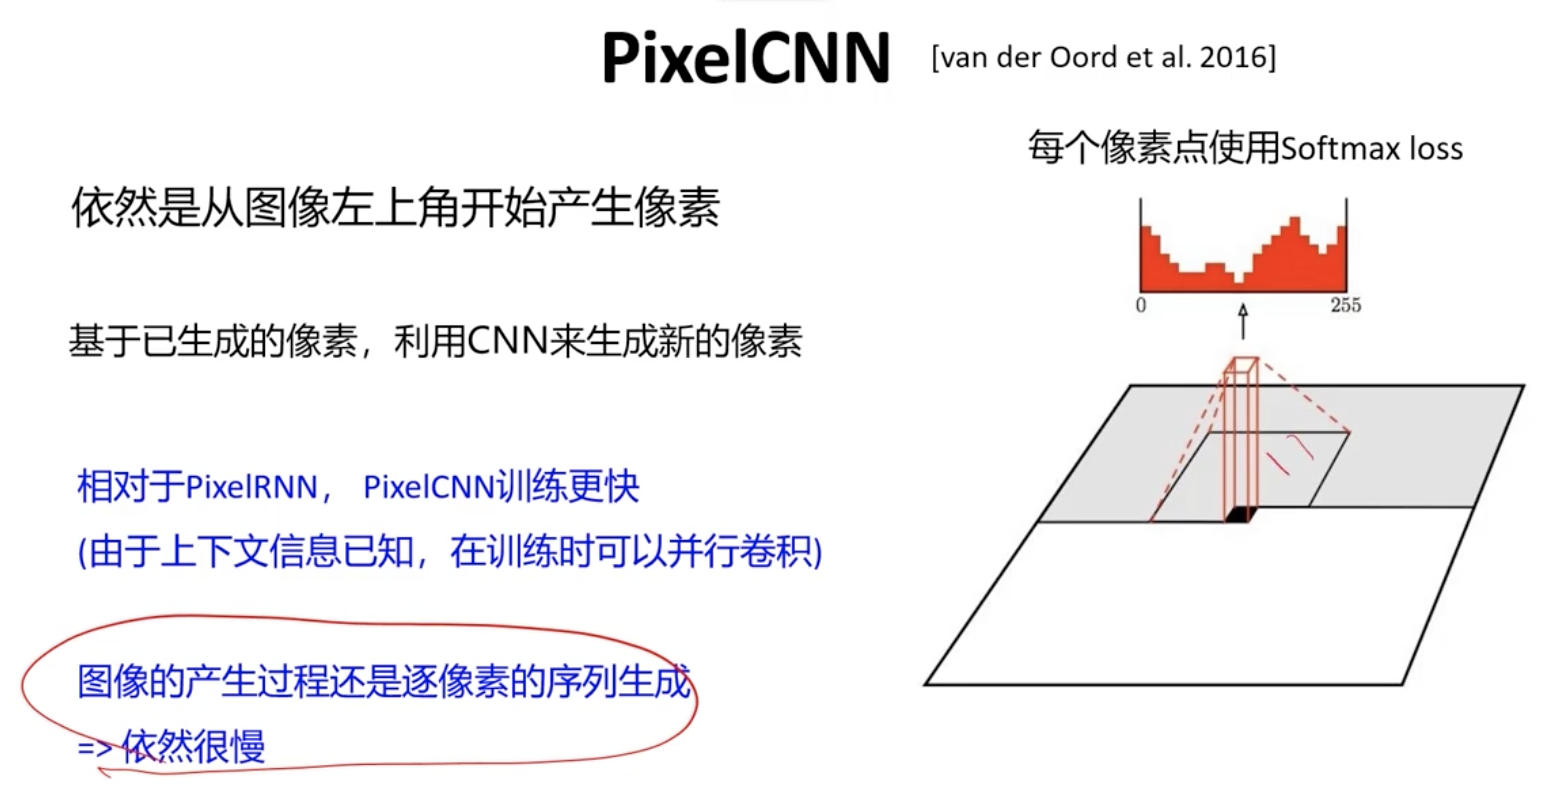 PixelCNN [van der Oord et al. 2016]
每个像素点使用Softmax loss
依然是从图像左上角开始产生像素
0 255
基于已生成的像素，利用CNN来生成新的像素
相对于PixelRNN， PixelCNN训练更快
(由于上下文信息已知，在训练时可以并行卷积)
图像的产生过程还是逐像素的序列生成
=> 依然很慢